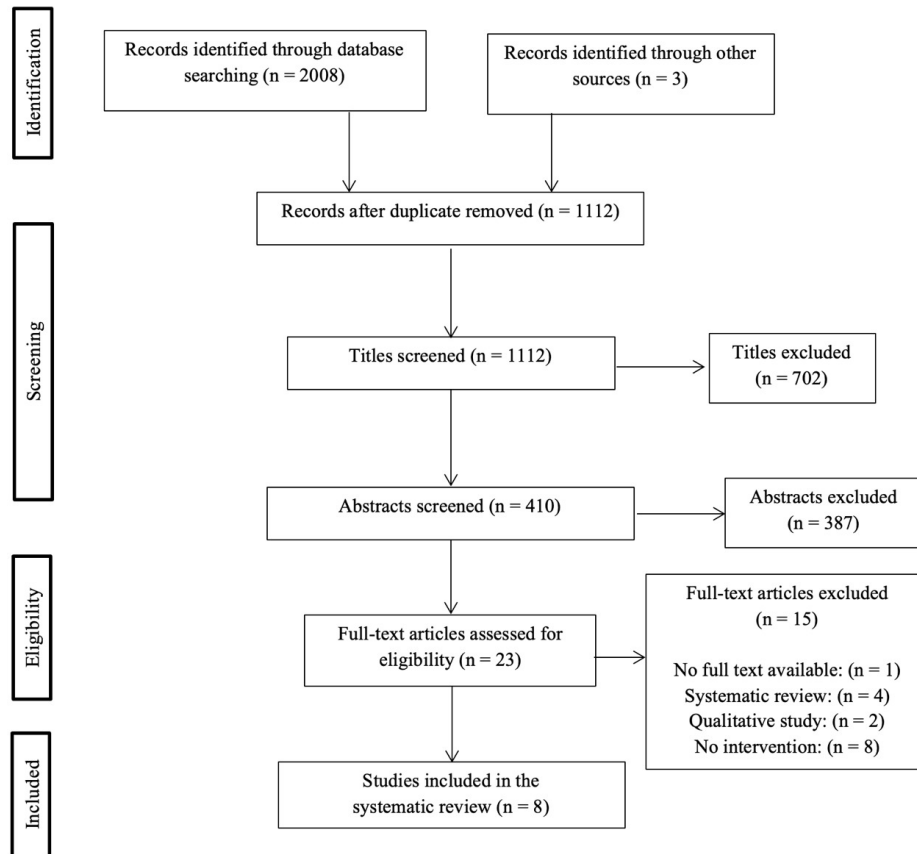 Identification
Records identified through database
searching (n = 2008)
Records identified through other
sources (n = 3)
Records after duplicate removed (n = 1112)
Screening
Titles screened (n = 1112)
Titles excluded
(n = 702)
Abstracts screened (n = 410)
Abstracts excluded
(n = 387)
Eligibility
Full-text articles assessed for
eligibility (n = 23)
Full-text articles excluded
(n = 15)
No full text available: (n = 1)
Systematic review: (n = 4)
Qualitative study: (n = 2)
No intervention: (n = 8)
Included
Studies included in the
systematic review (n = 8)